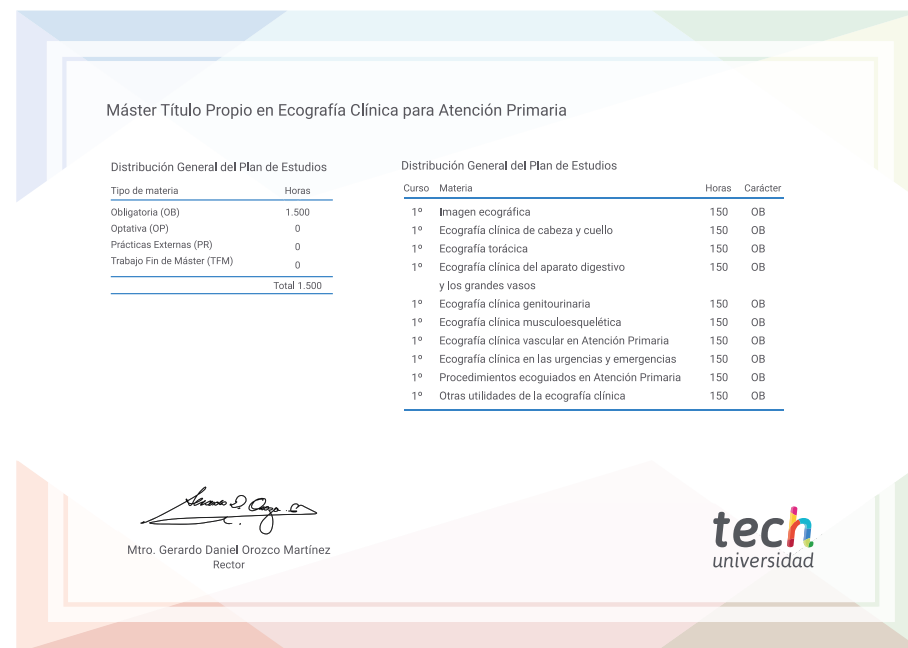 Máster Título Propio en Ecografía Clínica para Atención Primaria
Distribución General del Plan de Estudios
Tipo de materia Horas
Obligatoria (OB) 1.500
Optativa (OP) 0
Prácticas Externas (PR) 0
Trabajo Fin de Máster (TFM) 0
Total 1.500
Distribución General del Plan de Estudios
Curso Materia Horas Carácter
1º Imagen ecográfica 150 OB
1º Ecografía clínica de cabeza y cuello 150 OB
1º Ecografía torácica 150 OB
1º Ecografía clínica del aparato digestivo 150 OB
y los grandes vasos
1º Ecografía clínica genitourinaria 150 OB
1º Ecografía clínica musculoesquelética 150 OB
1º Ecografía clínica vascular en Atención Primaria 150 OB
1º Ecografía clínica en las urgencias y emergencias 150 OB
1º Procedimientos ecoguiados en Atención Primaria 150 OB
1º Otras utilidades de la ecografía clínica 150 OB
Mtro. Gerardo Daniel Orozco Martínez
Rector
tech
universidad